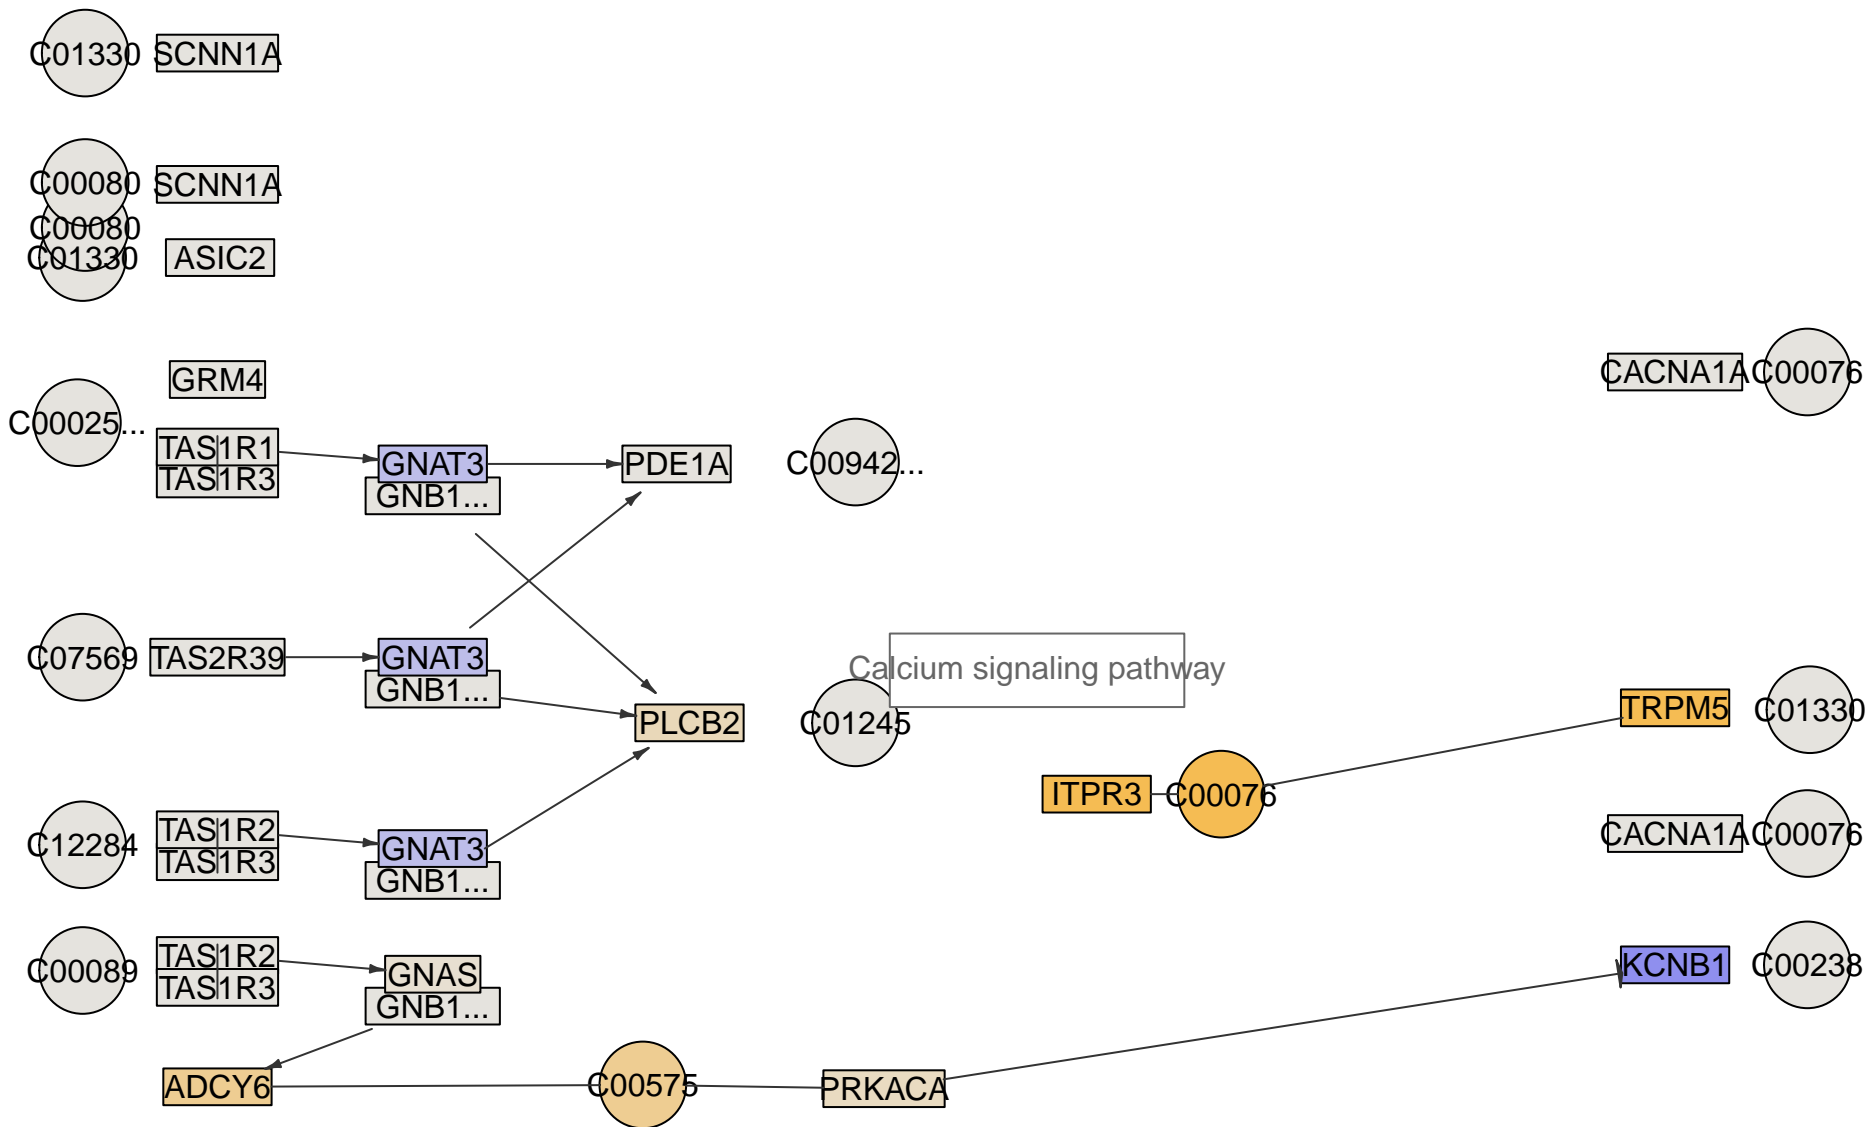 C01330 SCNN1A
C00080 SCNN1A
C00080
C01330 ASIC2
GRM4
CACNA1A C00076
C00025...
TAS1R1
GNAT3 PDE1A C00942...
TAS1R3
GNB1...
C07569 TAS2R39 GNAT3
Calcium signaling pathway
GNB1...
PLCB2 C01245
TRPM5 C01330
ITPR3 C00076
C12284 TAS1R2
GNAT3
TAS1R3
GNB1...
CACNA1A C00076
C00089 TAS1R2
GNAS
TAS1R3
GNB1...
KCNB1 C00238
ADCY6 C00575 PRKACA